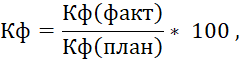 Кф = Кф(факт) / Кф(план) * 100 ,